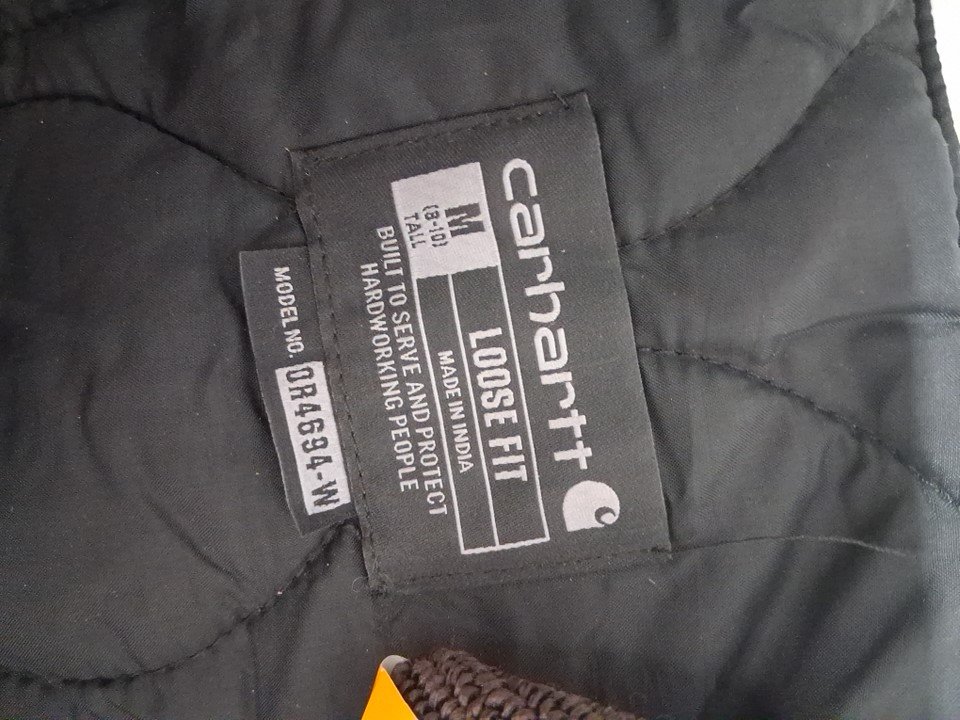 carhartt
LOOSE FIT
M
(8-10)
TALL
MADE IN INDIA
BUILT TO SERVE AND PROTECT
HARDWORKING PEOPLE
MODEL NO. OR4694-W